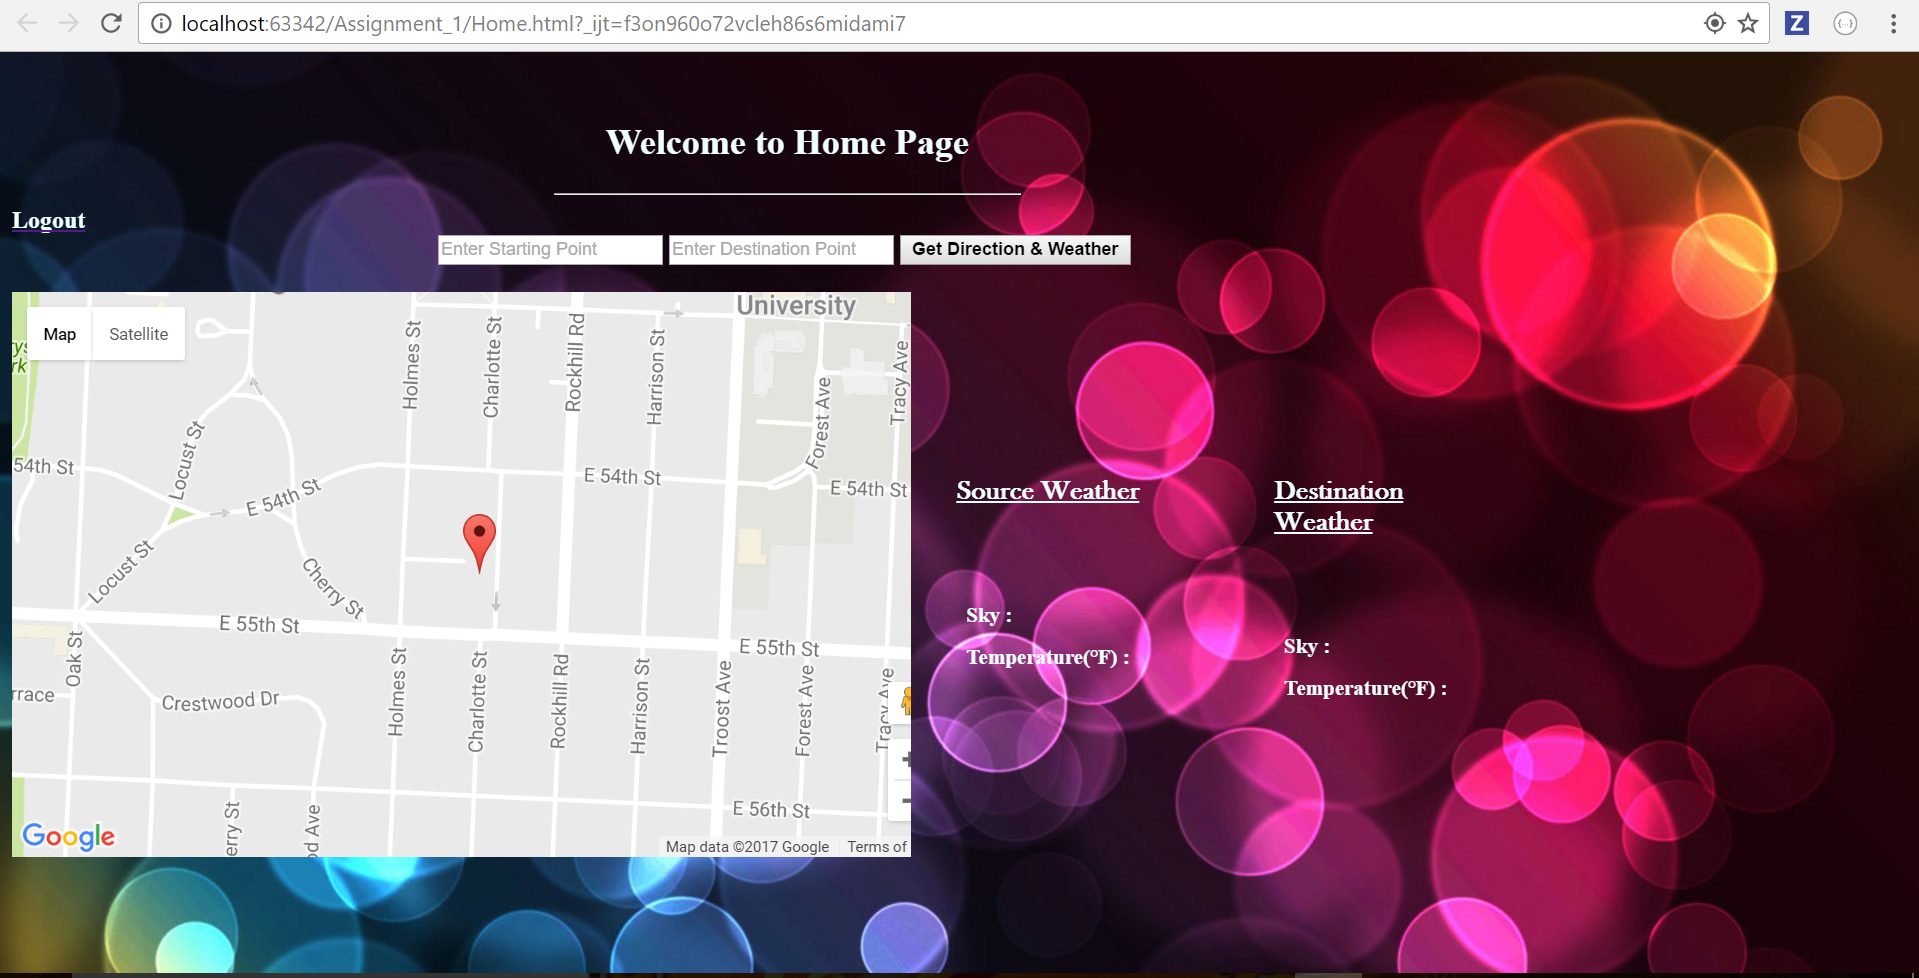 localhost:63342/Assignment_1/Home.html?_ijt=f3on960o72vcleh86s6midami7
Z
{...}
Welcome to Home Page
Logout
Enter Starting Point
Enter Destination Point
Get Direction & Weather
University
Map
Satellite
Holmes St
Charlotte St
Rockhill Rd
Harrison St
Forest Ave
Tracy Ave
rk
54th St
Locust St
E 54th St
E 54th St
E 54th St
Source Weather
Destination
Weather
Locust St
Cherry St
Sky :
Temperature(°F) :
Sky :
Temperature(°F) :
E 55th St
E 55th St
Oak St
Holmes St
Charlotte St
Rockhill Rd
Harrison St
Troost Ave
Forest Ave
Tracy Ave
rrace
Crestwood Dr
E 56th St
erry St
od Ave
Google
Map data ©2017 Google
Terms of